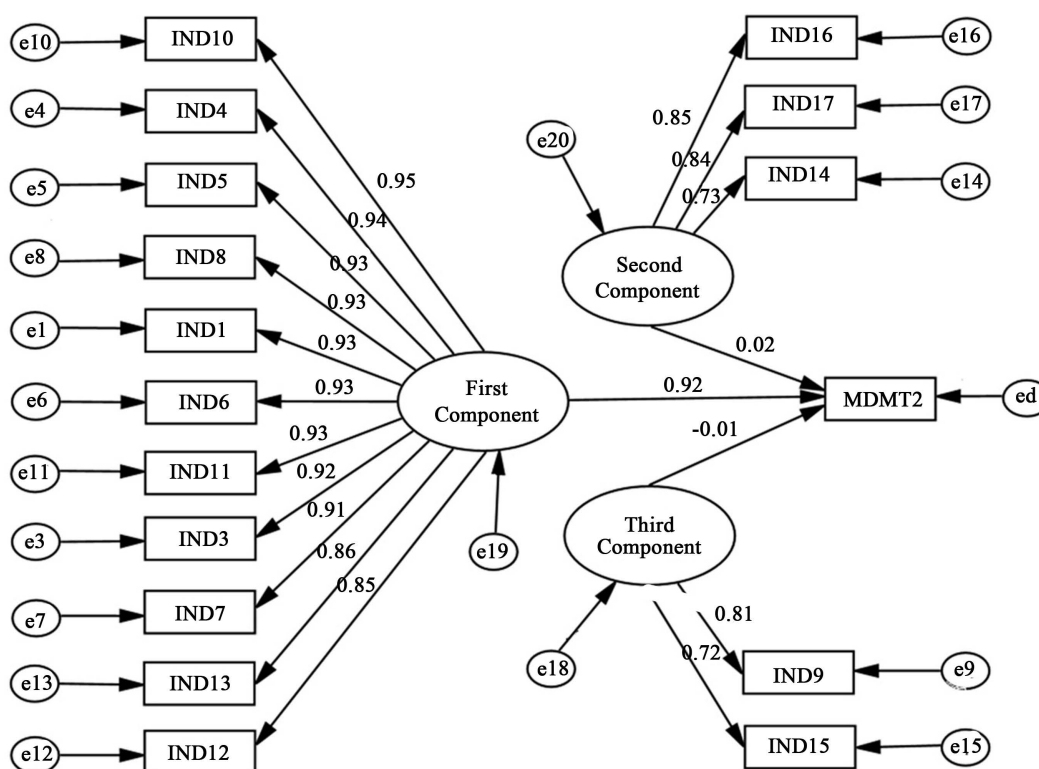 e10
IND10
e4
IND4
e5
IND5
e8
IND8
e1
IND1
e6
IND6
e11
IND11
e3
IND3
e7
IND7
e13
IND13
e12
IND12
0.95
0.94
0.93
0.93
0.93
0.93
0.93
0.92
0.91
0.86
0.85
First
Component
e19
e20
Second
Component
0.85
0.84
0.73
IND16
e16
IND17
e17
IND14
e14
0.02
0.92
-0.01
MDMT2
ed
Third
Component
e18
0.81
0.72
IND9
e9
IND15
e15